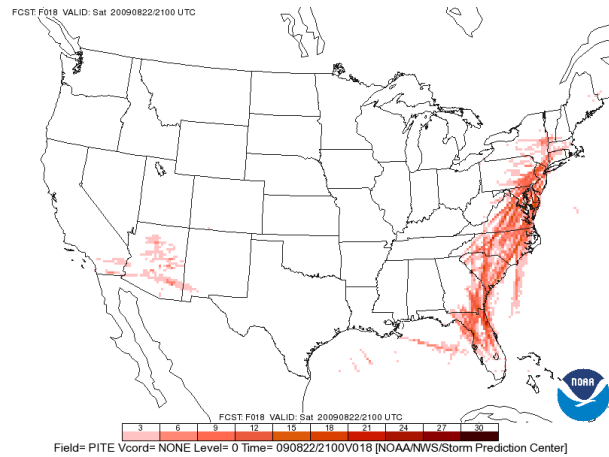 FCST: F018 VALID: Sat 20090822/2100 UTC
NOAA
FCST: F018 VALID: Sat 20090822/2100 UTC
3 6 9 12 15 18 21 24 27 30
Field= PITE Vcord= NONE Level= 0 Time= 090822/2100V018 [NOAA/NWS/Storm Prediction Center]